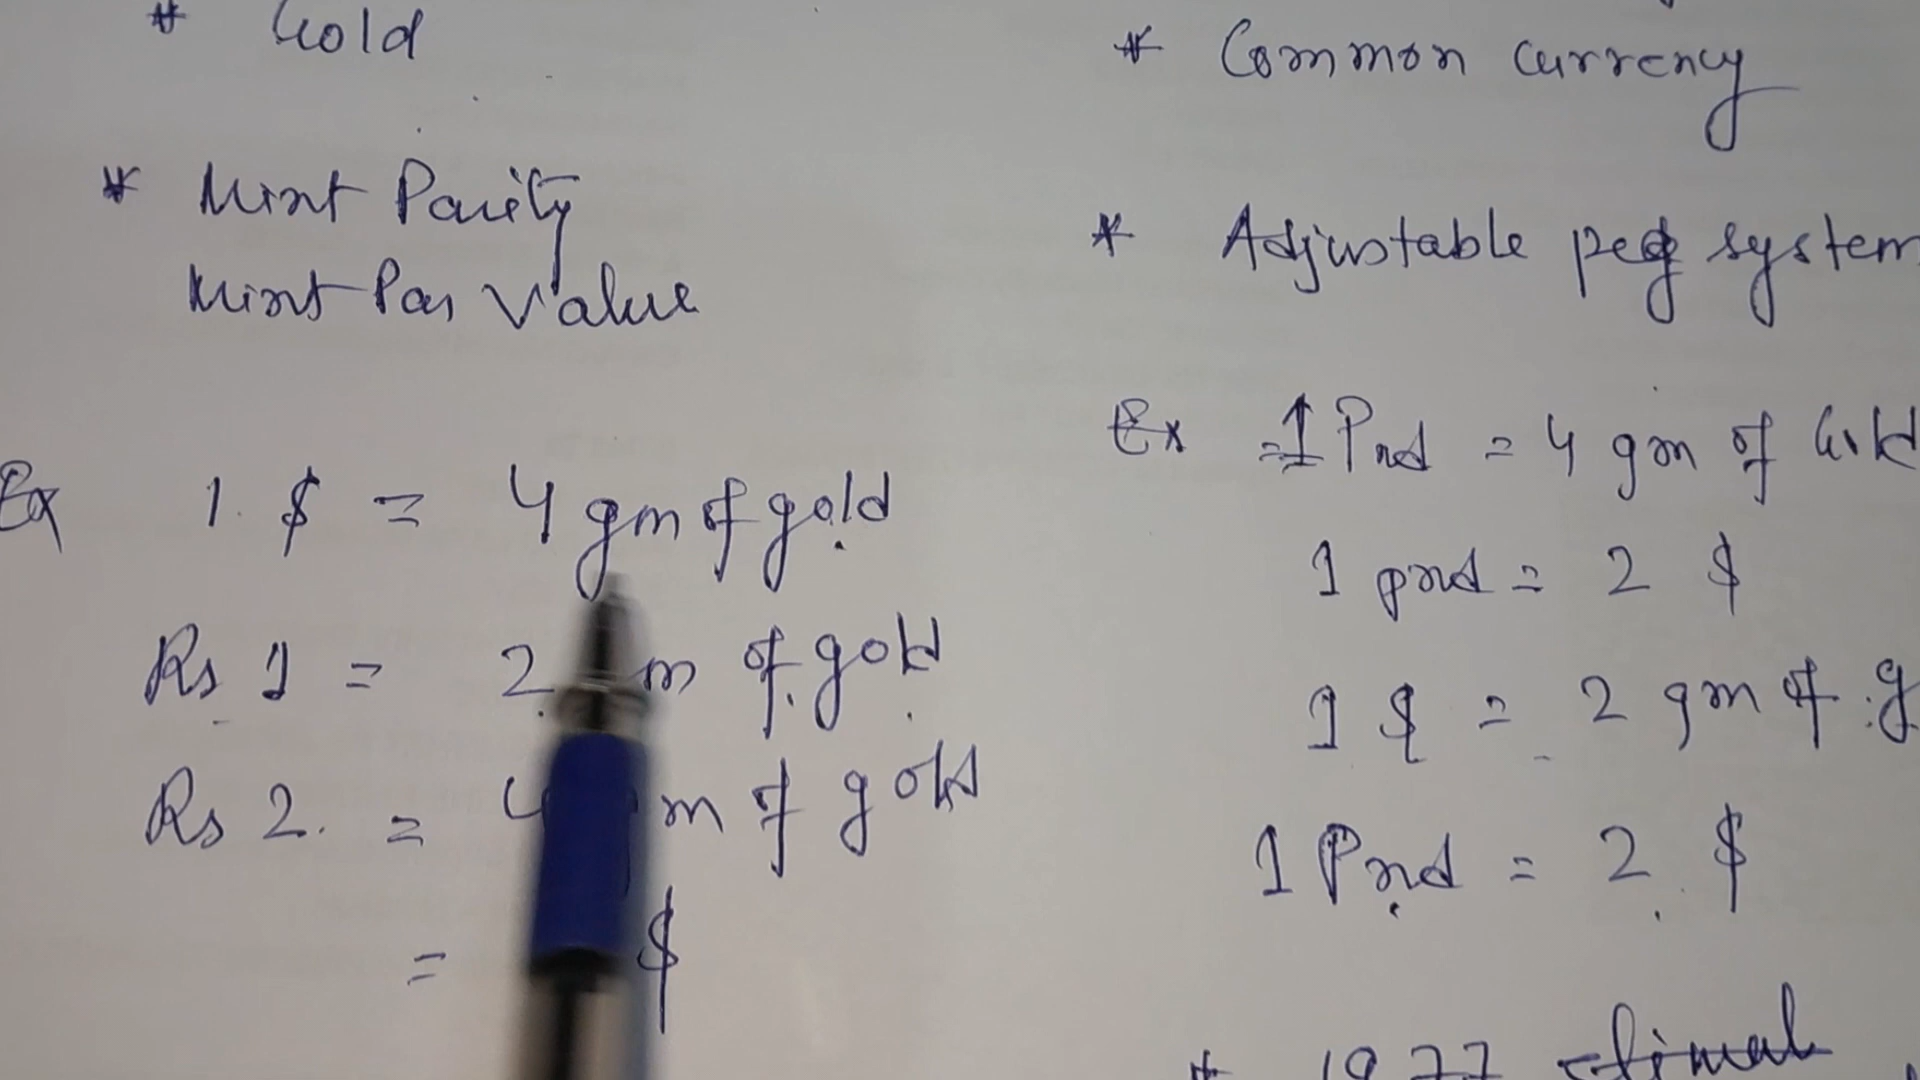 * Gold
* Mint Parity
Mint Par Value
Ex 1 $ = 4 gm of gold
Rs 1 = 2 m of gold
Rs 2. = 4 m of gold
= $
* Common currency
* Adjustable peg system
Ex =1 Pnd = 4 gm of Gold
1 pnd = 2 $
1 $ = 2 gm of g
1 Pnd = 2 $
* 1977